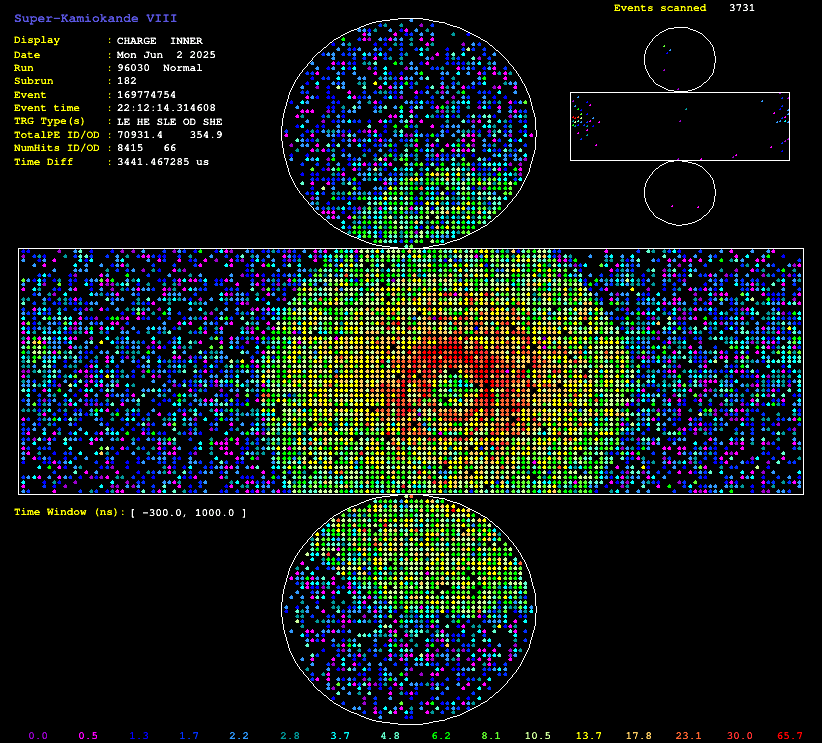 Super-Kamiokande VIII
Display : CHARGE INNER
Date : Mon Jun 2 2025
Run : 96030 Normal
Subrun : 182
Event : 169774754
Event time : 22:12:14.314608
TRG Type(s) : LE HE SLE OD SHE
TotalPE ID/OD : 70931.4 354.9
NumHits ID/OD : 8415 66
Time Diff : 3441.467285 us
Events scanned 3731
Time Window (ns): [ -300.0, 1000.0 ]
0.0 0.5 1.3 1.7 2.2 2.8 3.7 4.8 6.2 8.1 10.5 13.7 17.8 23.1 30.0 65.7